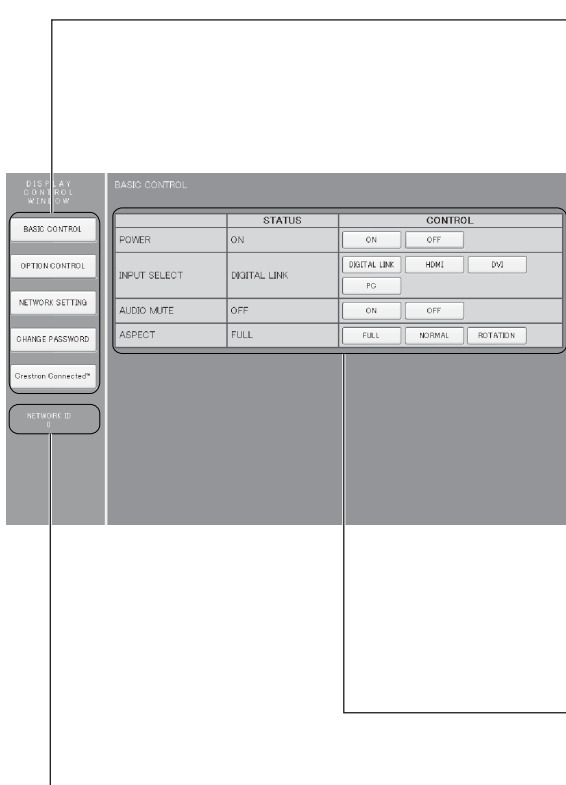 DISPLAY
CONTROL
WINDOW
BASIC CONTROL
OPTION CONTROL
NETWORK SETTING
CHANGE PASSWORD
Crestron Connected™
NETWORK ID
0
BASIC CONTROL
STATUS CONTROL
POWER ON ON OFF
INPUT SELECT DIGITAL LINK DIGITAL LINK HDMI DVI
PC
AUDIO MUTE OFF ON OFF
ASPECT FULL FULL NORMAL ROTATION